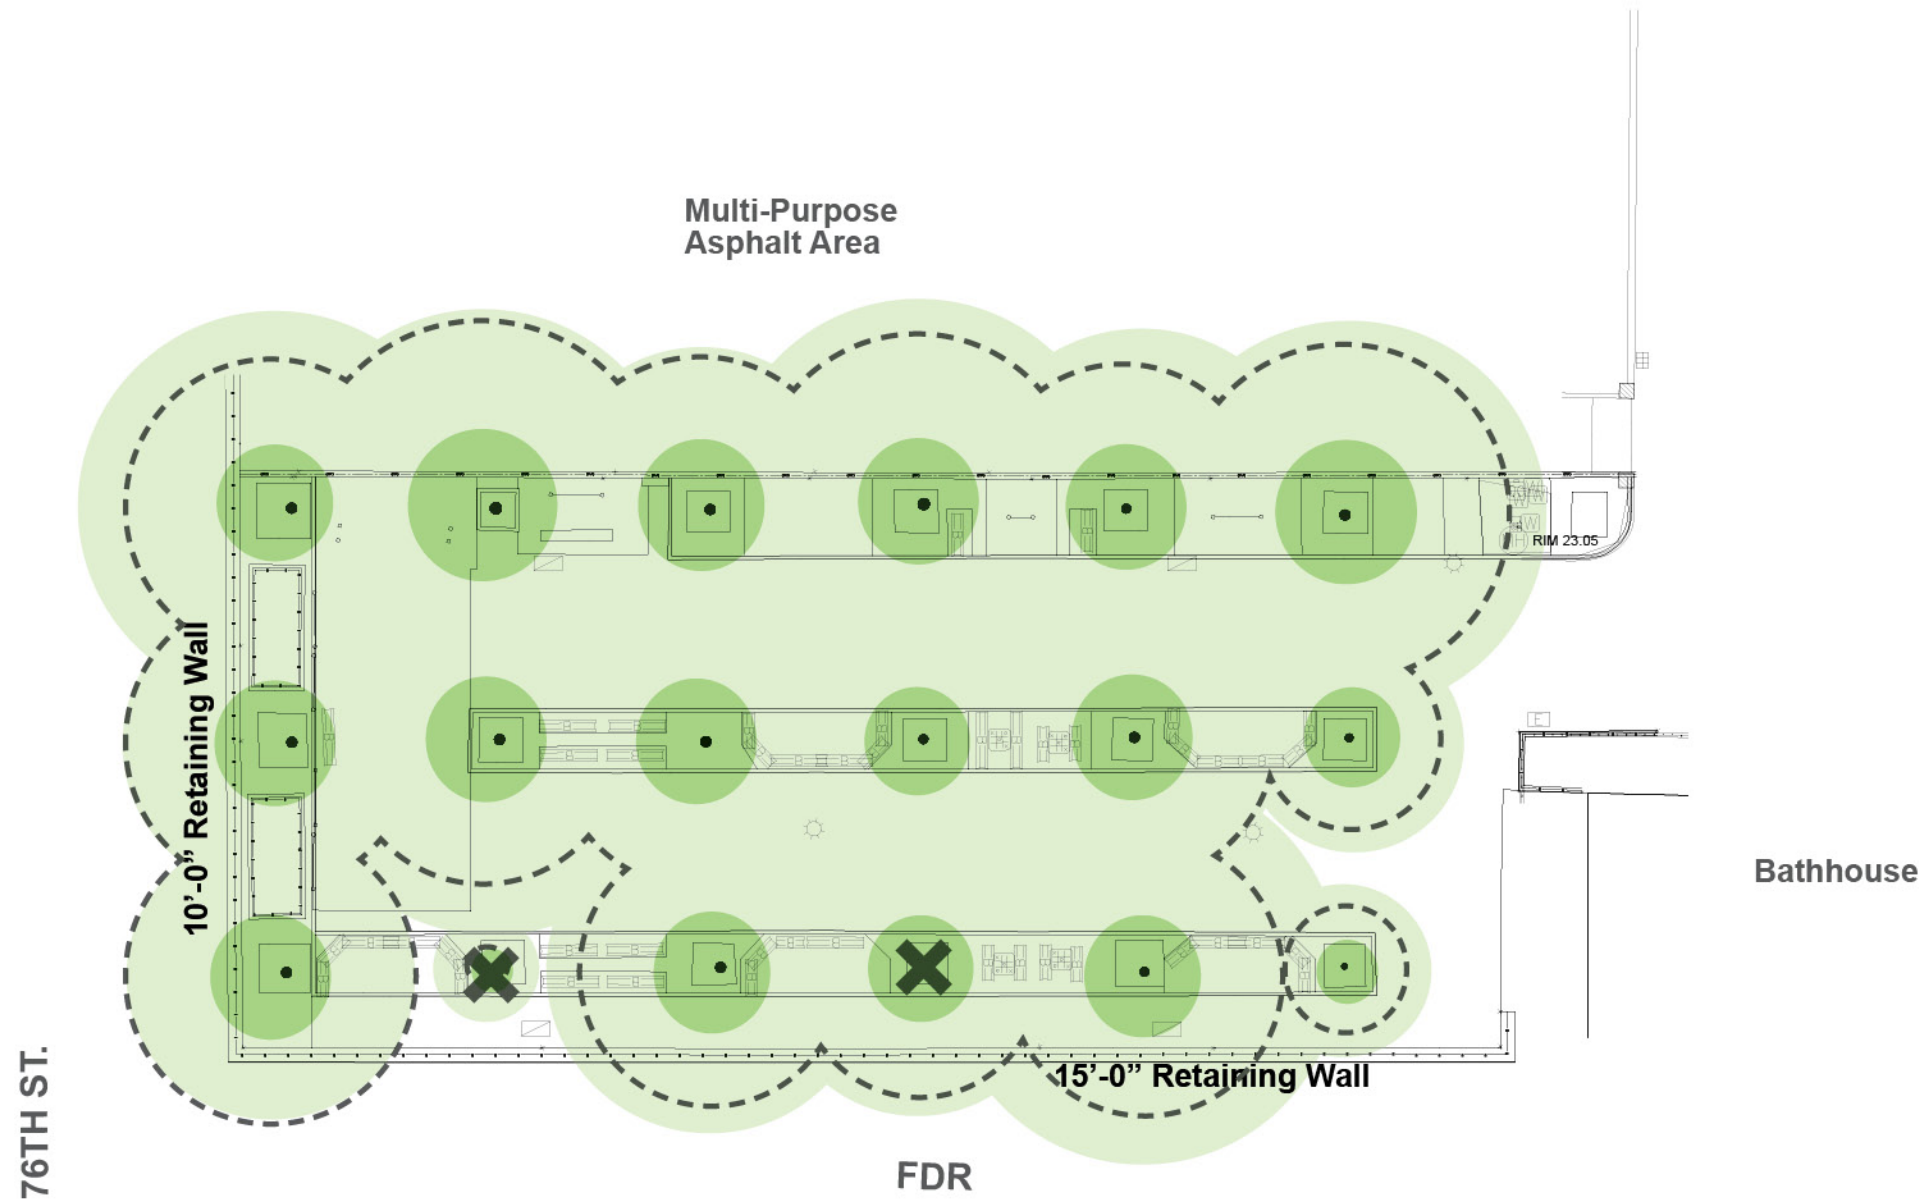 Multi-Purpose
Asphalt Area
RIM 23.05
10’-0” Retaining Wall
E
Bathhouse
15’-0” Retaining Wall
76TH ST.
FDR